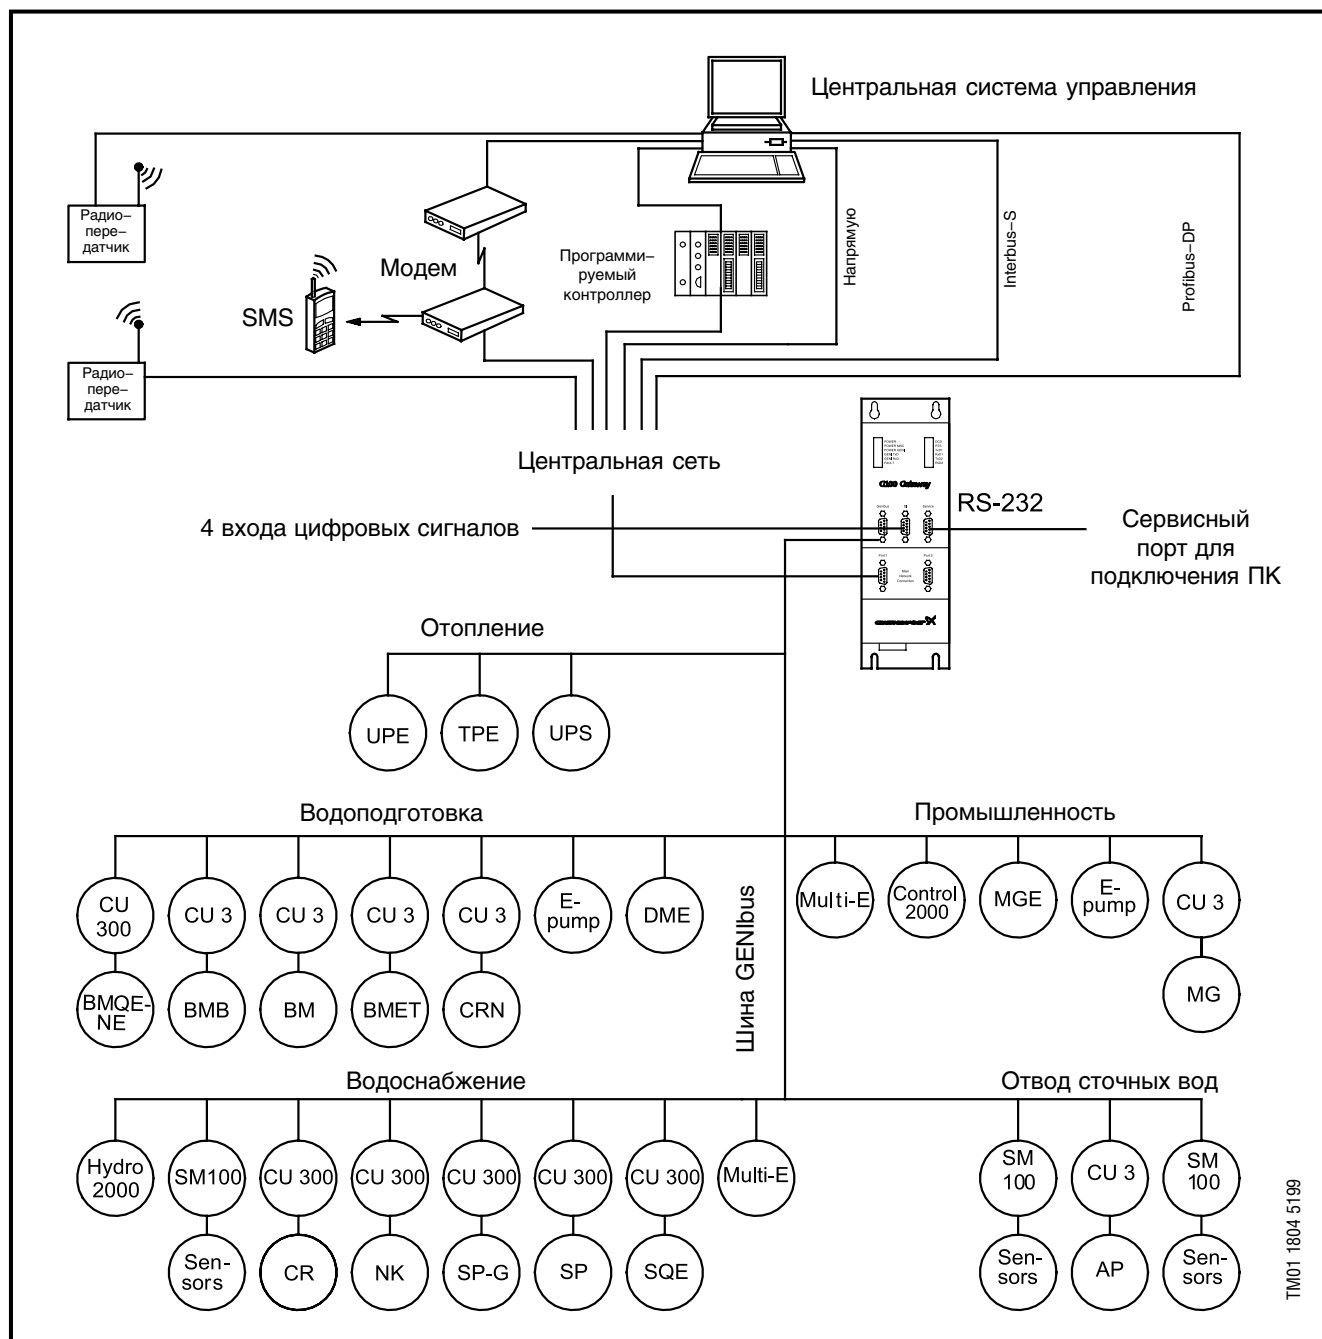 Центральная система управления
Радио–
пере–
датчик
Модем
SMS
Программи–
руемый
контроллер
Напрямую
Interbus–S
Profibus–DP
Радио–
пере–
датчик
Центральная сеть
G100 Gateway
RS-232
4 входа цифровых сигналов
Сервисный
порт для
подключения ПК
Отопление
UPE
TPE
UPS
Водоподготовка
Промышленность
CU
300
CU 3
CU 3
CU 3
CU 3
E-
pump
DME
Multi-E
Control
2000
MGE
E-
pump
CU 3
BMQE-
NE
BMB
BM
BMET
CRN
MG
Шина GENIbus
Водоснабжение
Отвод сточных вод
Hydro
2000
SM100
CU 300
CU 300
CU 300
CU 300
CU 300
Multi-E
SM
100
CU 3
SM
100
Sen-
sors
CR
NK
SP-G
SP
SQE
Sen-
sors
AP
Sen-
sors
TM01 1804 5199